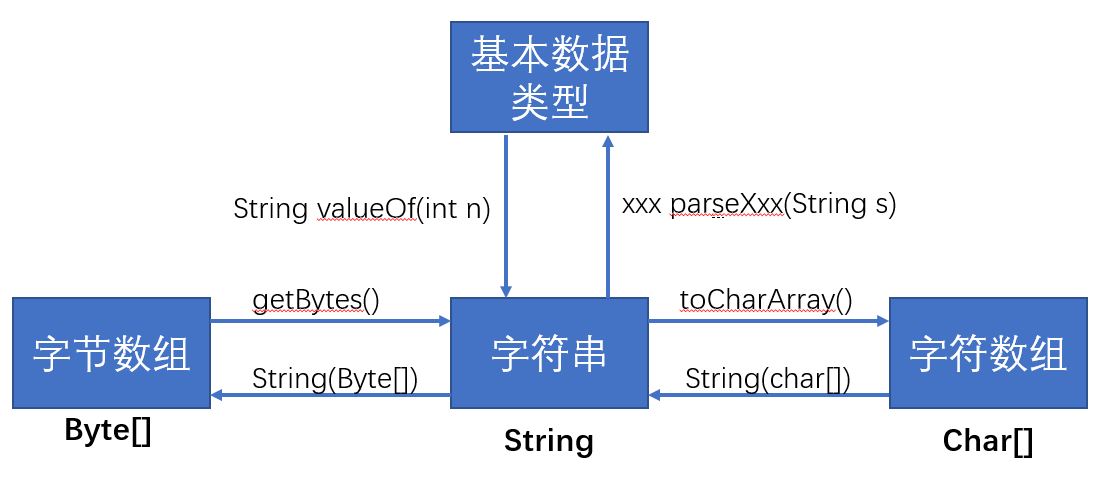 基本数据
类型
String valueOf(int n)
xxx parseXxx(String s)
getBytes()
toCharArray()
字节数组
字符串
字符数组
String(Byte[])
String(char[])
Byte[]
String
Char[]